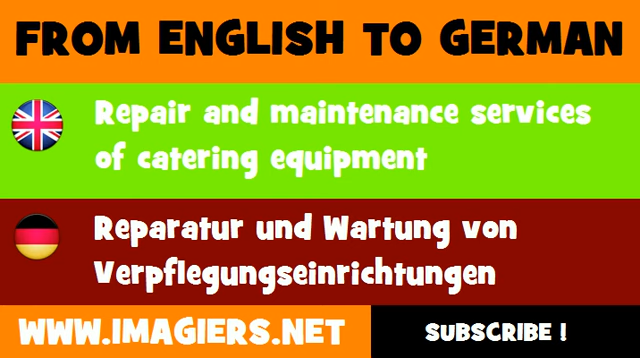 FROM ENGLISH TO GERMAN
Repair and maintenance services
of catering equipment
Reparatur und Wartung von
Verpflegungseinrichtungen
WWW.IMAGIERS.NET
SUBSCRIBE !